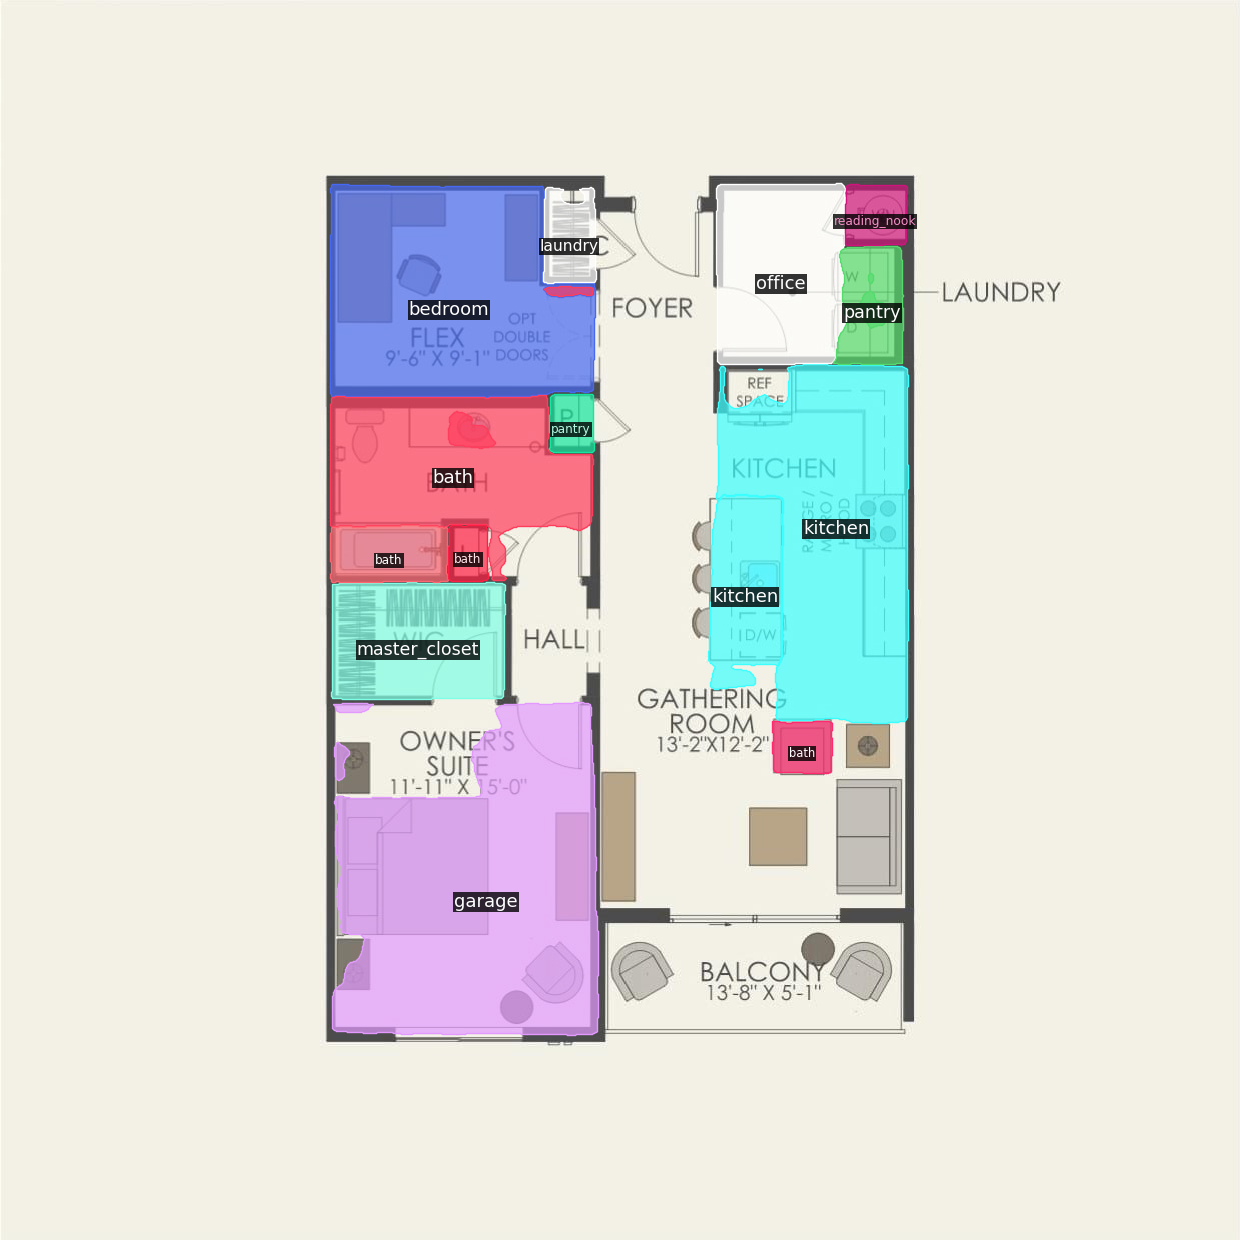 reading_nook
laundry
C
office
W
D
pantry
LAUNDRY
FOYER
bedroom
FLEX
9'-6" X 9'-1"
OPT
DOUBLE
DOORS
REF
SPACE
P
pantry
KITCHEN
bath
BATH
RANGE /
MICRO /
HOOD
kitchen
bath
bath
kitchen
D/W
HALL
WIC
master_closet
GATHERING
ROOM
13'-2"X12'-2"
OWNER'S
SUITE
11'-11" X 15'-0"
bath
garage
BALCONY
13'-8" X 5'-1"